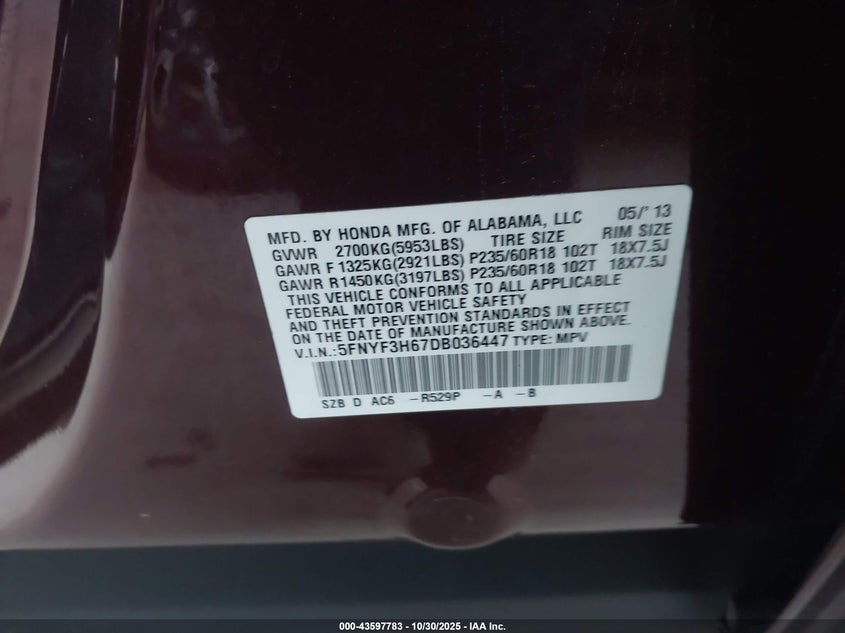 MFD. BY HONDA MFG. OF ALABAMA, LLC 05/'13
GVWR 2700KG(5953LBS) TIRE SIZE RIM SIZE
GAWR F 1325KG(2921LBS) P235/60R18 102T 18X7.5J
GAWR R1450KG(3197LBS) P235/60R18 102T 18X7.5J
THIS VEHICLE CONFORMS TO ALL APPLICABLE
FEDERAL MOTOR VEHICLE SAFETY
AND THEFT PREVENTION STANDARDS IN EFFECT
ON THE DATE OF MANUFACTURE SHOWN ABOVE.
V.I.N.:5FNYF3H67DB036447 TYPE: MPV
SZB D AC6 -R529P -A -B
000-43597783 - 10/30/2025 - IAA Inc.